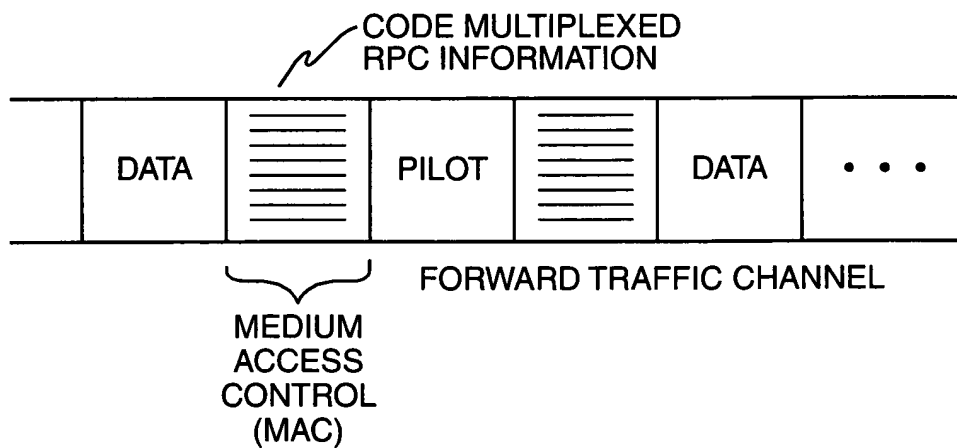 CODE MULTIPLEXED
RPC INFORMATION
DATA
PILOT
DATA
• • •
FORWARD TRAFFIC CHANNEL
MEDIUM
ACCESS
CONTROL
(MAC)